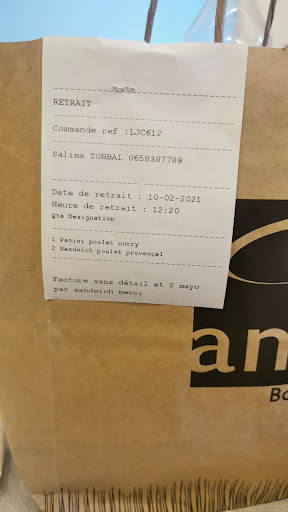 RETRAIT
Commande ref :LJC612
Salima TOBBAL 0658387789
Date de retrait : 10-02-2021
Heure de retrait : 12:20
Qte Designation
1 Panini poulet curry
2 Sandwich poulet provençal
Facture sans détail et 2 mayo
par sandwich merci
an
Bo